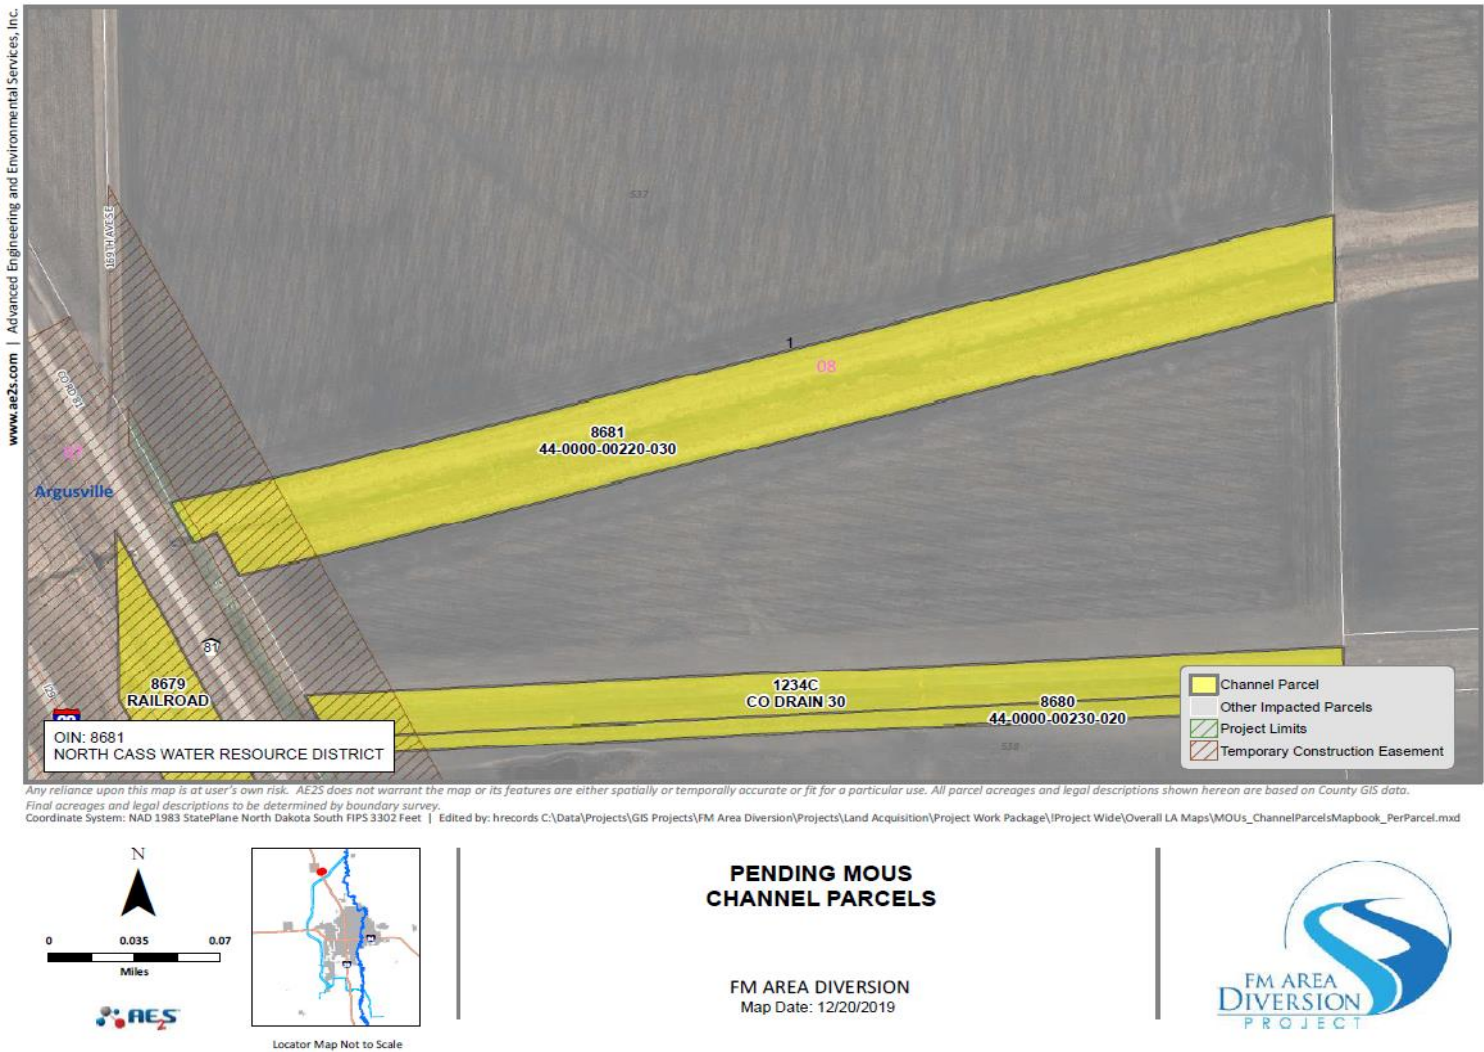 www.ae2s.com | Advanced Engineering and Environmental Services, Inc.
537
169TH AVE SE
CO RD 81
1
08
8681
44-0000-00220-030
07
Argusville
81
8679
RAILROAD
1234C
CO DRAIN 30
8680
44-0000-00230-020
538
I 29
OIN: 8681
NORTH CASS WATER RESOURCE DISTRICT
Channel Parcel
Other Impacted Parcels
Project Limits
Temporary Construction Easement
Any reliance upon this map is at user's own risk. AE2S does not warrant the map or its features are either spatially or temporally accurate or fit for a particular use. All parcel acreages and legal descriptions shown hereon are based on County GIS data.
Final acreages and legal descriptions to be determined by boundary survey.
Coordinate System: NAD 1983 StatePlane North Dakota South FIPS 3302 Feet | Edited by: hrecords C:\Data\Projects\GIS Projects\FM Area Diversion\Projects\Land Acquisition\Project Work Package\!Project Wide\Overall LA Maps\MOUs_ChannelParcelsMapbook_PerParcel.mxd
N
0 0.035 0.07
Miles
AE2S
Locator Map Not to Scale
PENDING MOUS
CHANNEL PARCELS
FM AREA DIVERSION
Map Date: 12/20/2019
FM AREA
DIVERSION
PROJECT